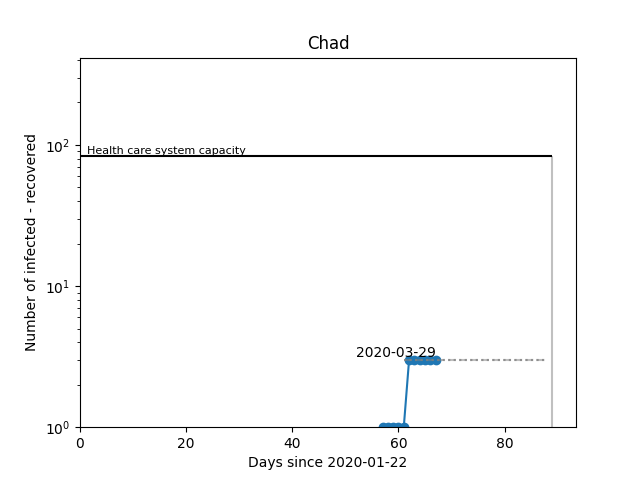 Chad
Number of infected - recovered
10²
Health care system capacity
10¹
2020-03-29
10⁰
0 20 40 60 80
Days since 2020-01-22